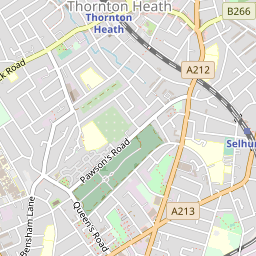 Thornton Heath
B266
Thornton
Heath
k Road
A212
Pawson's Road
Selhu
Bensham Lane
Queen's Road
A213